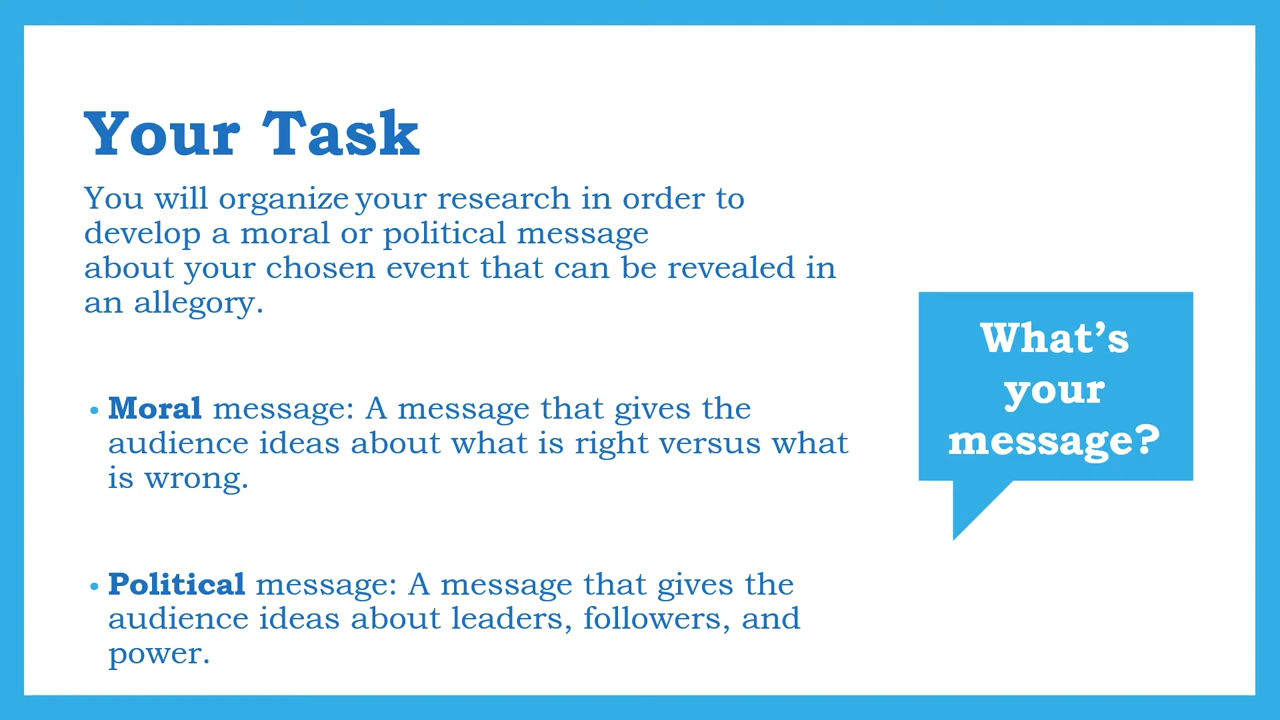 Your Task
You will organize your research in order to
develop a moral or political message
about your chosen event that can be revealed in
an allegory.
• Moral message: A message that gives the
audience ideas about what is right versus what
is wrong.
• Political message: A message that gives the
audience ideas about leaders, followers, and
power.
What's
your
message?